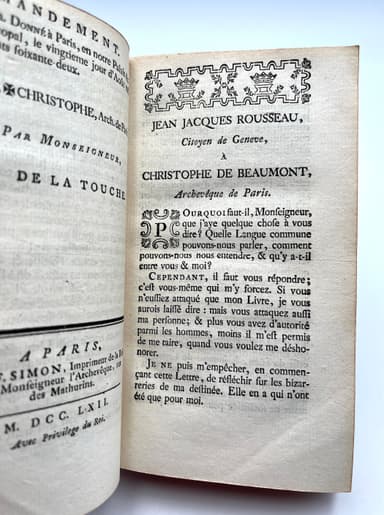 MANDEMENT.
DONNÉ à Paris, en notre
le vingtieme jour d'Août
soixante-deux.
✠ CHRISTOPHE, Arch. de Paris
PAR MONSEIGNEUR,
DE LA TOUCHE
A PARIS,
SIMON, Imprimeur de la
Monseigneur l'Archevêque, rue
des Mathurins.
M. DCC. LXII.
Avec Privilege du Roi.
JEAN JACQUES ROUSSEAU,
Citoyen de Geneve,
À
CHRISTOPHE DE BEAUMONT,
Archevêque de Paris.
POURQUOI faut-il, Monseigneur,
que j'aye quelque chose à vous
dire? Quelle Langue commune
pouvons-nous parler, comment
pouvons-nous nous entendre, & qu'y a-t-il
entre vous & moi?
CEPENDANT, il faut vous répondre;
c'est vous-même qui m'y forcez. Si vous
n'eussiez attaqué que mon Livre, je vous
aurois laissé dire: mais vous attaquez aussi
ma personne; & plus vous avez d'autorité
parmi les hommes, moins il m'est permis
de me taire, quand vous voulez me désho-
norer.
JE ne puis m'empêcher, en commen-
çant cette Lettre, de réfléchir sur les bizar-
reries de ma destinée. Elle en a qui n'ont
été que pour moi.